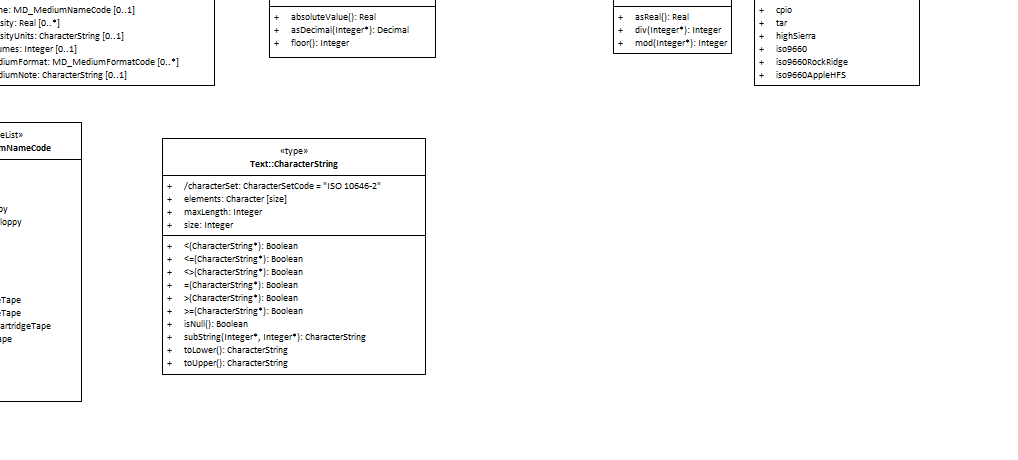 ne: MD_MediumNameCode [0..1]
sity: Real [0..*]
sityUnits: CharacterString [0..1]
umes: Integer [0..1]
diumFormat: MD_MediumFormatCode [0..*]
diumNote: CharacterString [0..1]
+ absoluteValue(): Real
+ asDecimal(Integer*): Decimal
+ floor(): Integer
+ asReal(): Real
+ div(Integer*): Integer
+ mod(Integer*): Integer
+ cpio
+ tar
+ highSierra
+ iso9660
+ iso9660RockRidge
+ iso9660AppleHFS
eList»
mNameCode
py
loppy
eTape
eTape
artridgeTape
ape
«type»
Text::CharacterString
+ /characterSet: CharacterSetCode = "ISO 10646-2"
+ elements: Character [size]
+ maxLength: Integer
+ size: Integer
+ <(CharacterString*): Boolean
+ <=(CharacterString*): Boolean
+ <>(CharacterString*): Boolean
+ =(CharacterString*): Boolean
+ >(CharacterString*): Boolean
+ >=(CharacterString*): Boolean
+ isNull(): Boolean
+ subString(Integer*, Integer*): CharacterString
+ toLower(): CharacterString
+ toUpper(): CharacterString